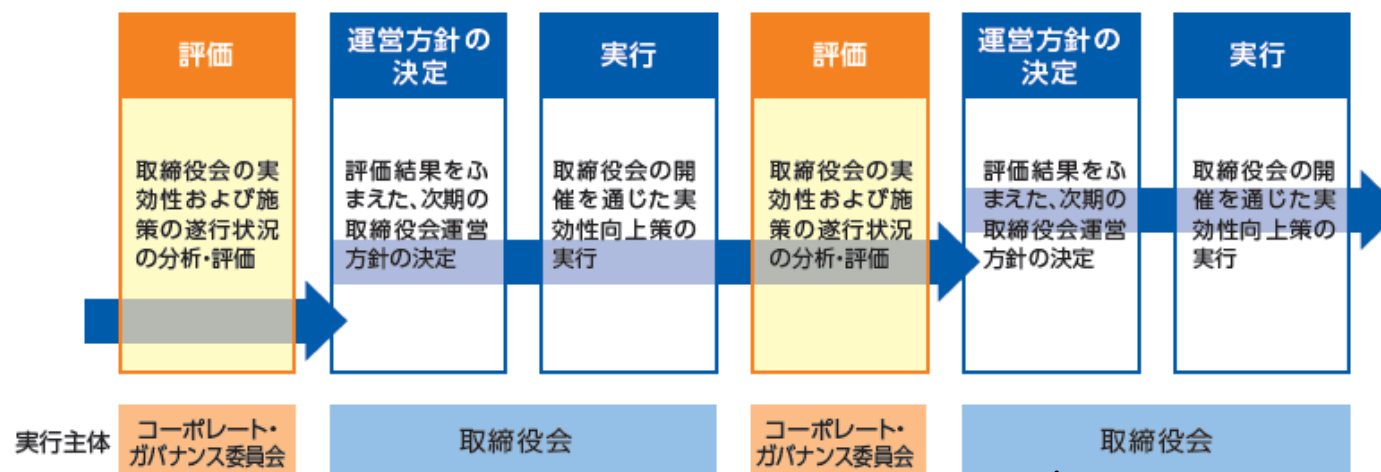 評価
取締役会の実
効性および施
策の遂行状況
の分析・評価
運営方針の
決定
評価結果をふ
まえた、次期の
取締役会運営
方針の決定
実行
取締役会の開
催を通じた実
効性向上策の
実行
評価
取締役会の実
効性および施
策の遂行状況
の分析・評価
運営方針の
決定
評価結果をふ
まえた、次期の
取締役会運営
方針の決定
実行
取締役会の開
催を通じた実
効性向上策の
実行
実行主体
コーポレート・
ガバナンス委員会
取締役会
コーポレート・
ガバナンス委員会
取締役会